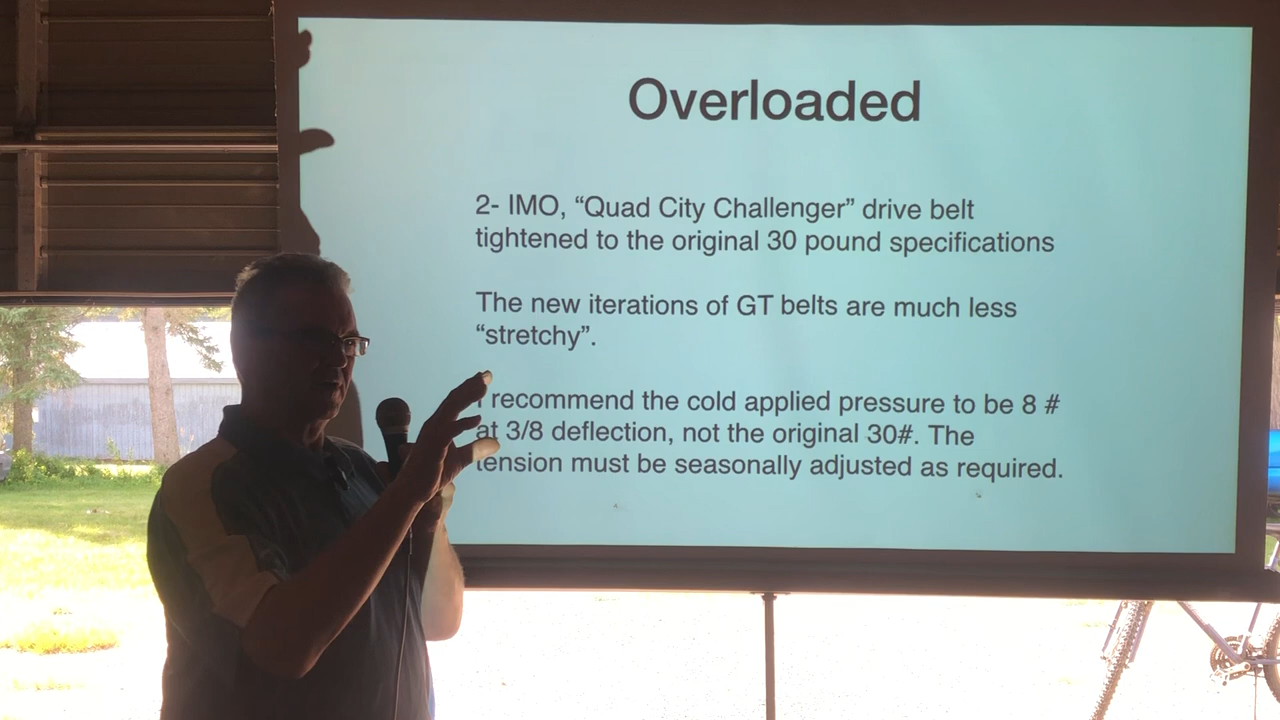 Overloaded
2- IMO, “Quad City Challenger” drive belt
tightened to the original 30 pound specifications
The new iterations of GT belts are much less
“stretchy”.
I recommend the cold applied pressure to be 8 #
at 3/8 deflection, not the original 30#. The
tension must be seasonally adjusted as required.